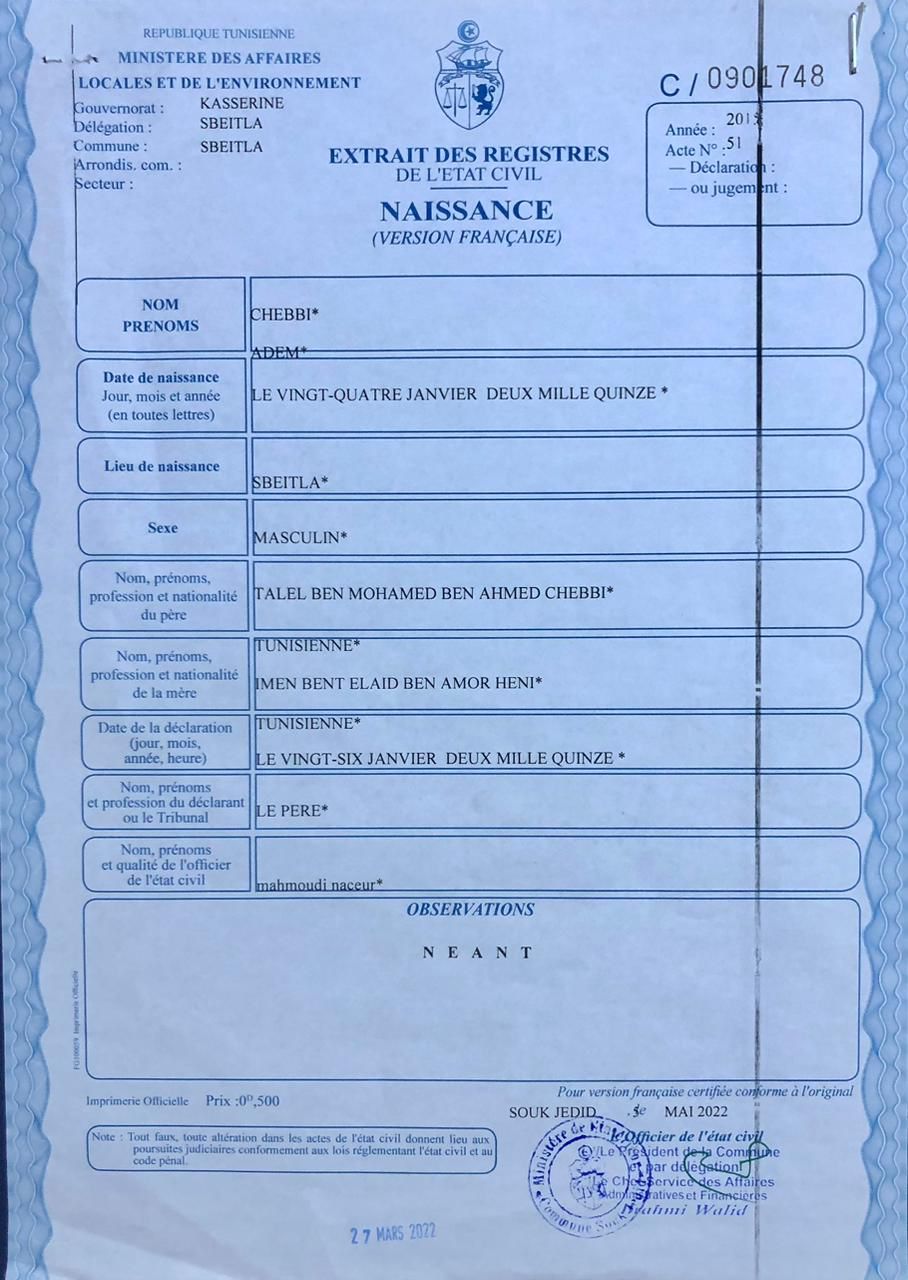 REPUBLIQUE TUNISIENNE
MINISTERE DES AFFAIRES
LOCALES ET DE L'ENVIRONNEMENT
Gouvernorat : KASSERINE
Délégation : SBEITLA
Commune : SBEITLA
Arrondis. com. :
Secteur :
EXTRAIT DES REGISTRES
DE L'ETAT CIVIL
NAISSANCE
(VERSION FRANÇAISE)
C / 0901748
Année :
Acte N° : 51
— Déclaration :
— ou jugement :
NOM
PRENOMS
CHEBBI*
ADEM*
Date de naissance
Jour, mois et année
(en toutes lettres)
LE VINGT-QUATRE JANVIER DEUX MILLE QUINZE *
Lieu de naissance
SBEITLA*
Sexe
MASCULIN*
Nom, prénoms,
profession et nationalité
du père
TALEL BEN MOHAMED BEN AHMED CHEBBI*
TUNISIENNE*
Nom, prénoms,
profession et nationalité
de la mère
IMEN BENT ELAID BEN AMOR HENI*
TUNISIENNE*
Date de la déclaration
(jour, mois,
année, heure)
LE VINGT-SIX JANVIER DEUX MILLE QUINZE *
Nom, prénoms
et profession du déclarant
ou le Tribunal
LE PERE*
Nom, prénoms
et qualité de l'officier
de l'état civil
mahmoudi naceur*
OBSERVATIONS
N E A N T
FG100059 Imprimerie Officielle
Imprimerie Officielle Prix :0ᴰ,500
Pour version française certifiée conforme à l'original
SOUK JEDID MAI 2022
Note : Tout faux, toute altération dans les actes de l'état civil donnent lieu aux
poursuites judiciaires conformement aux lois réglementant l'état civil et au
code pénal.
l'Officier de l'état civil
Le Président de la Commune
et par délégation
Le Chef Service des Affaires
Administratives et Financières
Brahmi Walid
Ministère de
Commune Souk
27 MARS 2022